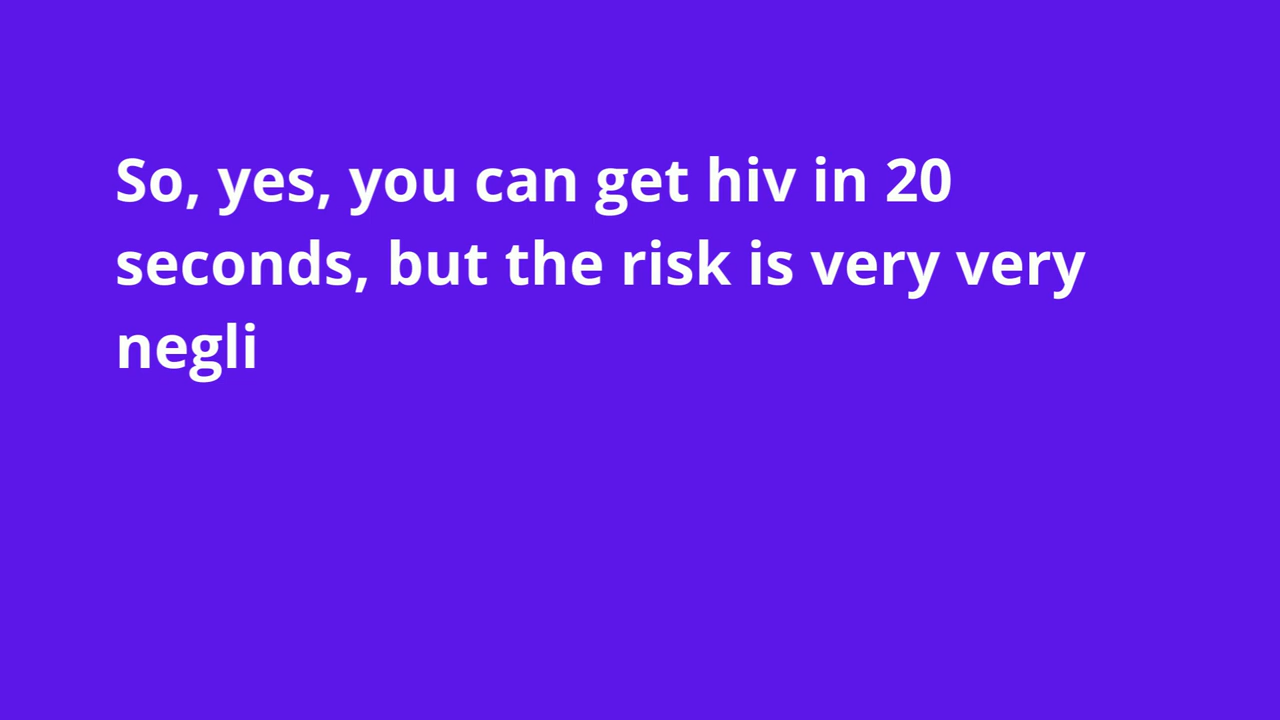 So, yes, you can get hiv in 20
seconds, but the risk is very very
negli